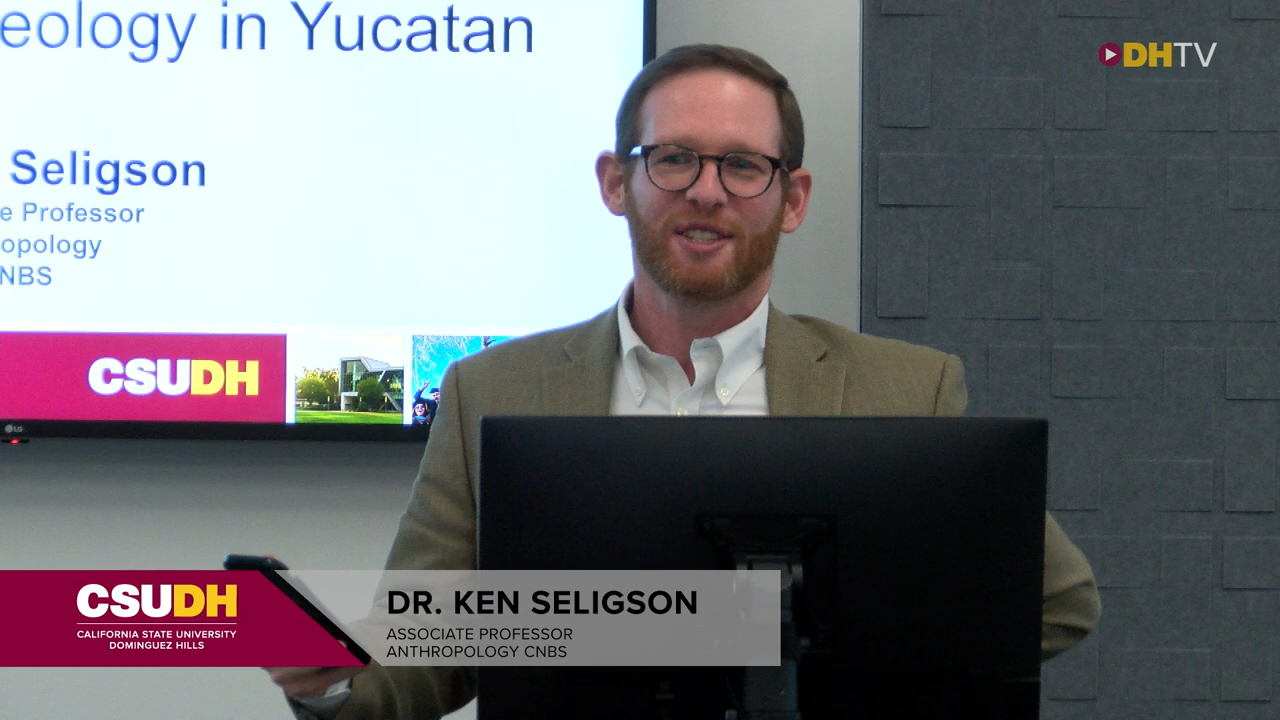 eology in Yucatan
Seligson
e Professor
opology
NBS
CSUDH
LG
DHTV
CSUDH
CALIFORNIA STATE UNIVERSITY
DOMINGUEZ HILLS
DR. KEN SELIGSON
ASSOCIATE PROFESSOR
ANTHROPOLOGY CNBS